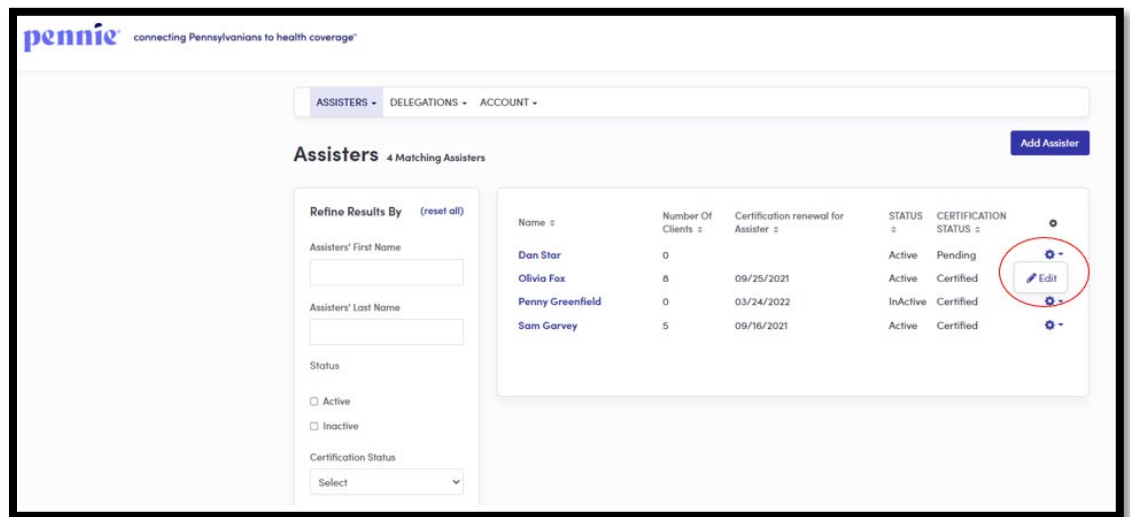 pennie connecting Pennsylvanians to health coverage™
ASSISTERS DELEGATIONS ACCOUNT
Assisters 4 Matching Assisters
Add Assister
Refine Results By (reset all)
Assisters' First Name
Assisters' Last Name
Status
Active
Inactive
Certification Status
Select
Name Number Of Clients Certification renewal for Assister STATUS CERTIFICATION STATUS
Dan Star 0 Active Pending
Olivia Fox 8 09/25/2021 Active Certified Edit
Penny Greenfield 0 03/24/2022 InActive Certified
Sam Garvey 5 09/16/2021 Active Certified